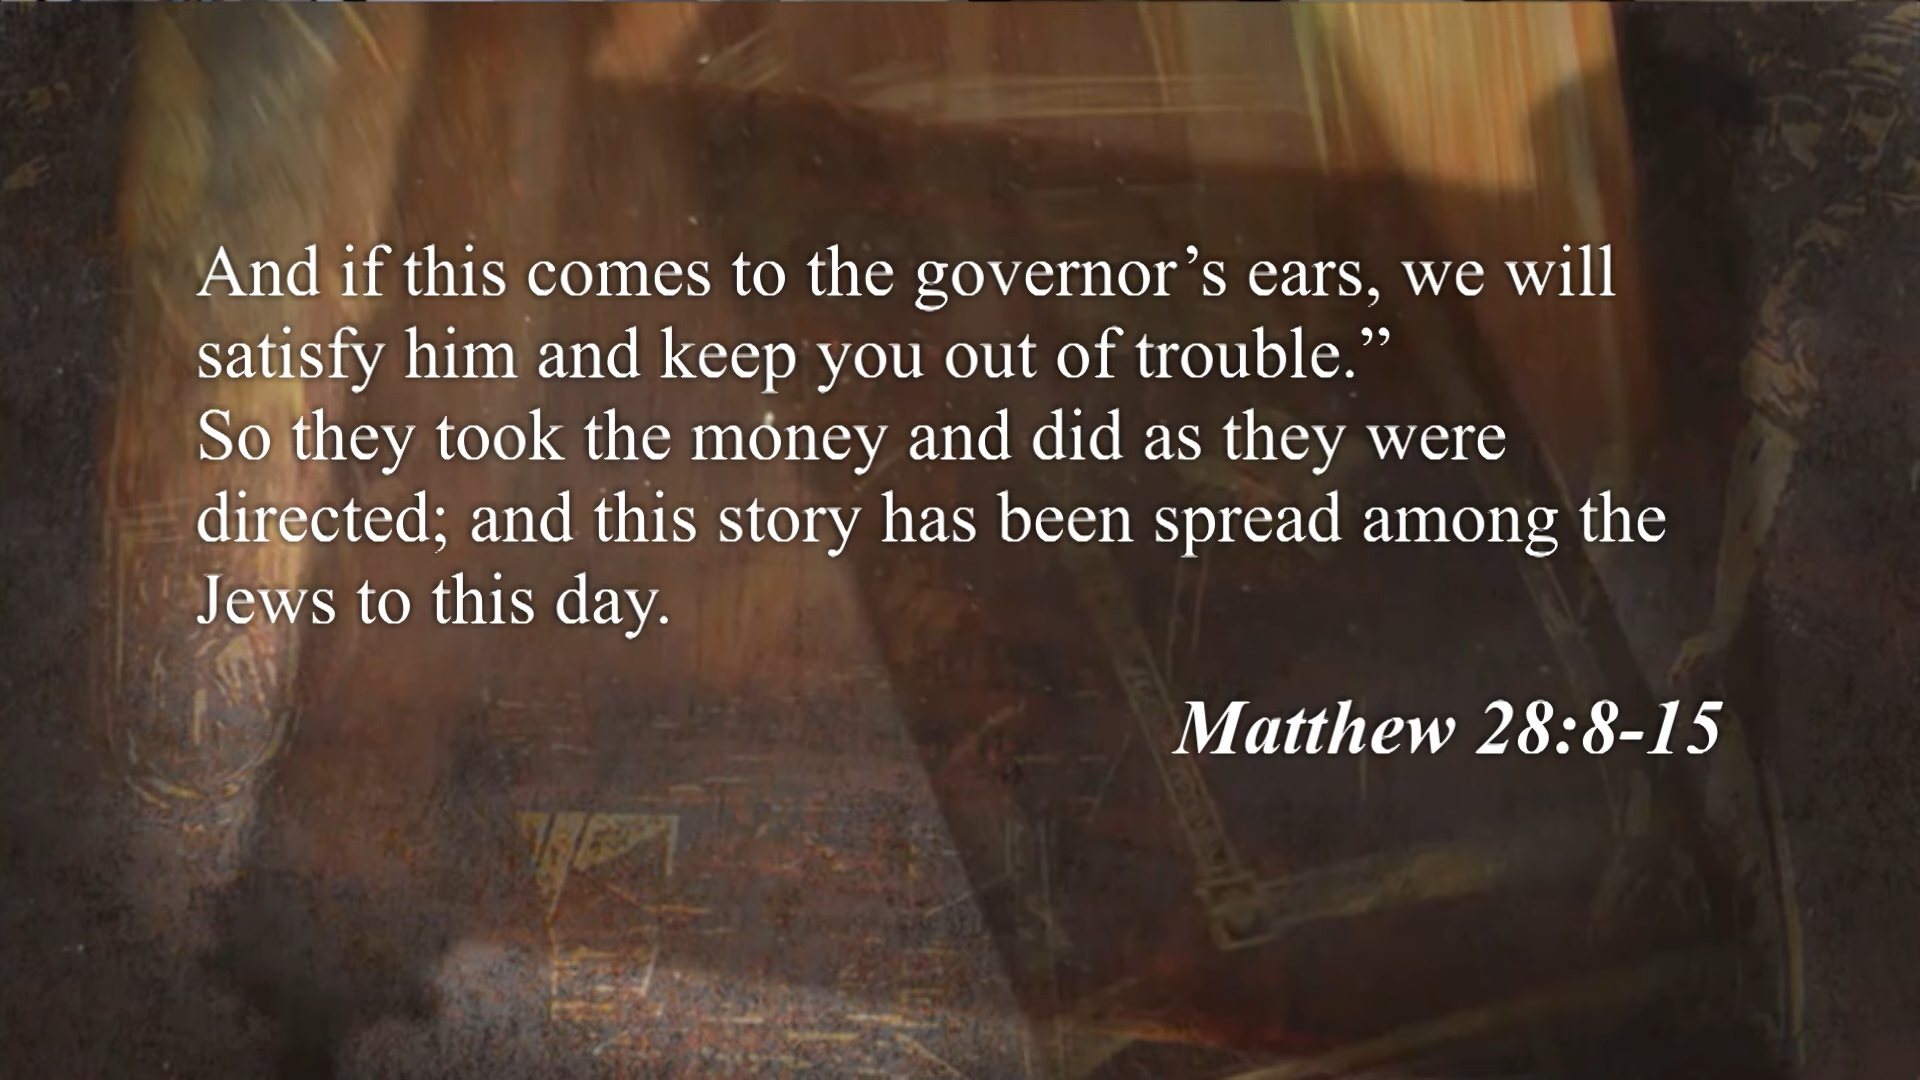 And if this comes to the governor’s ears, we will
satisfy him and keep you out of trouble.”
So they took the money and did as they were
directed; and this story has been spread among the
Jews to this day.
Matthew 28:8-15